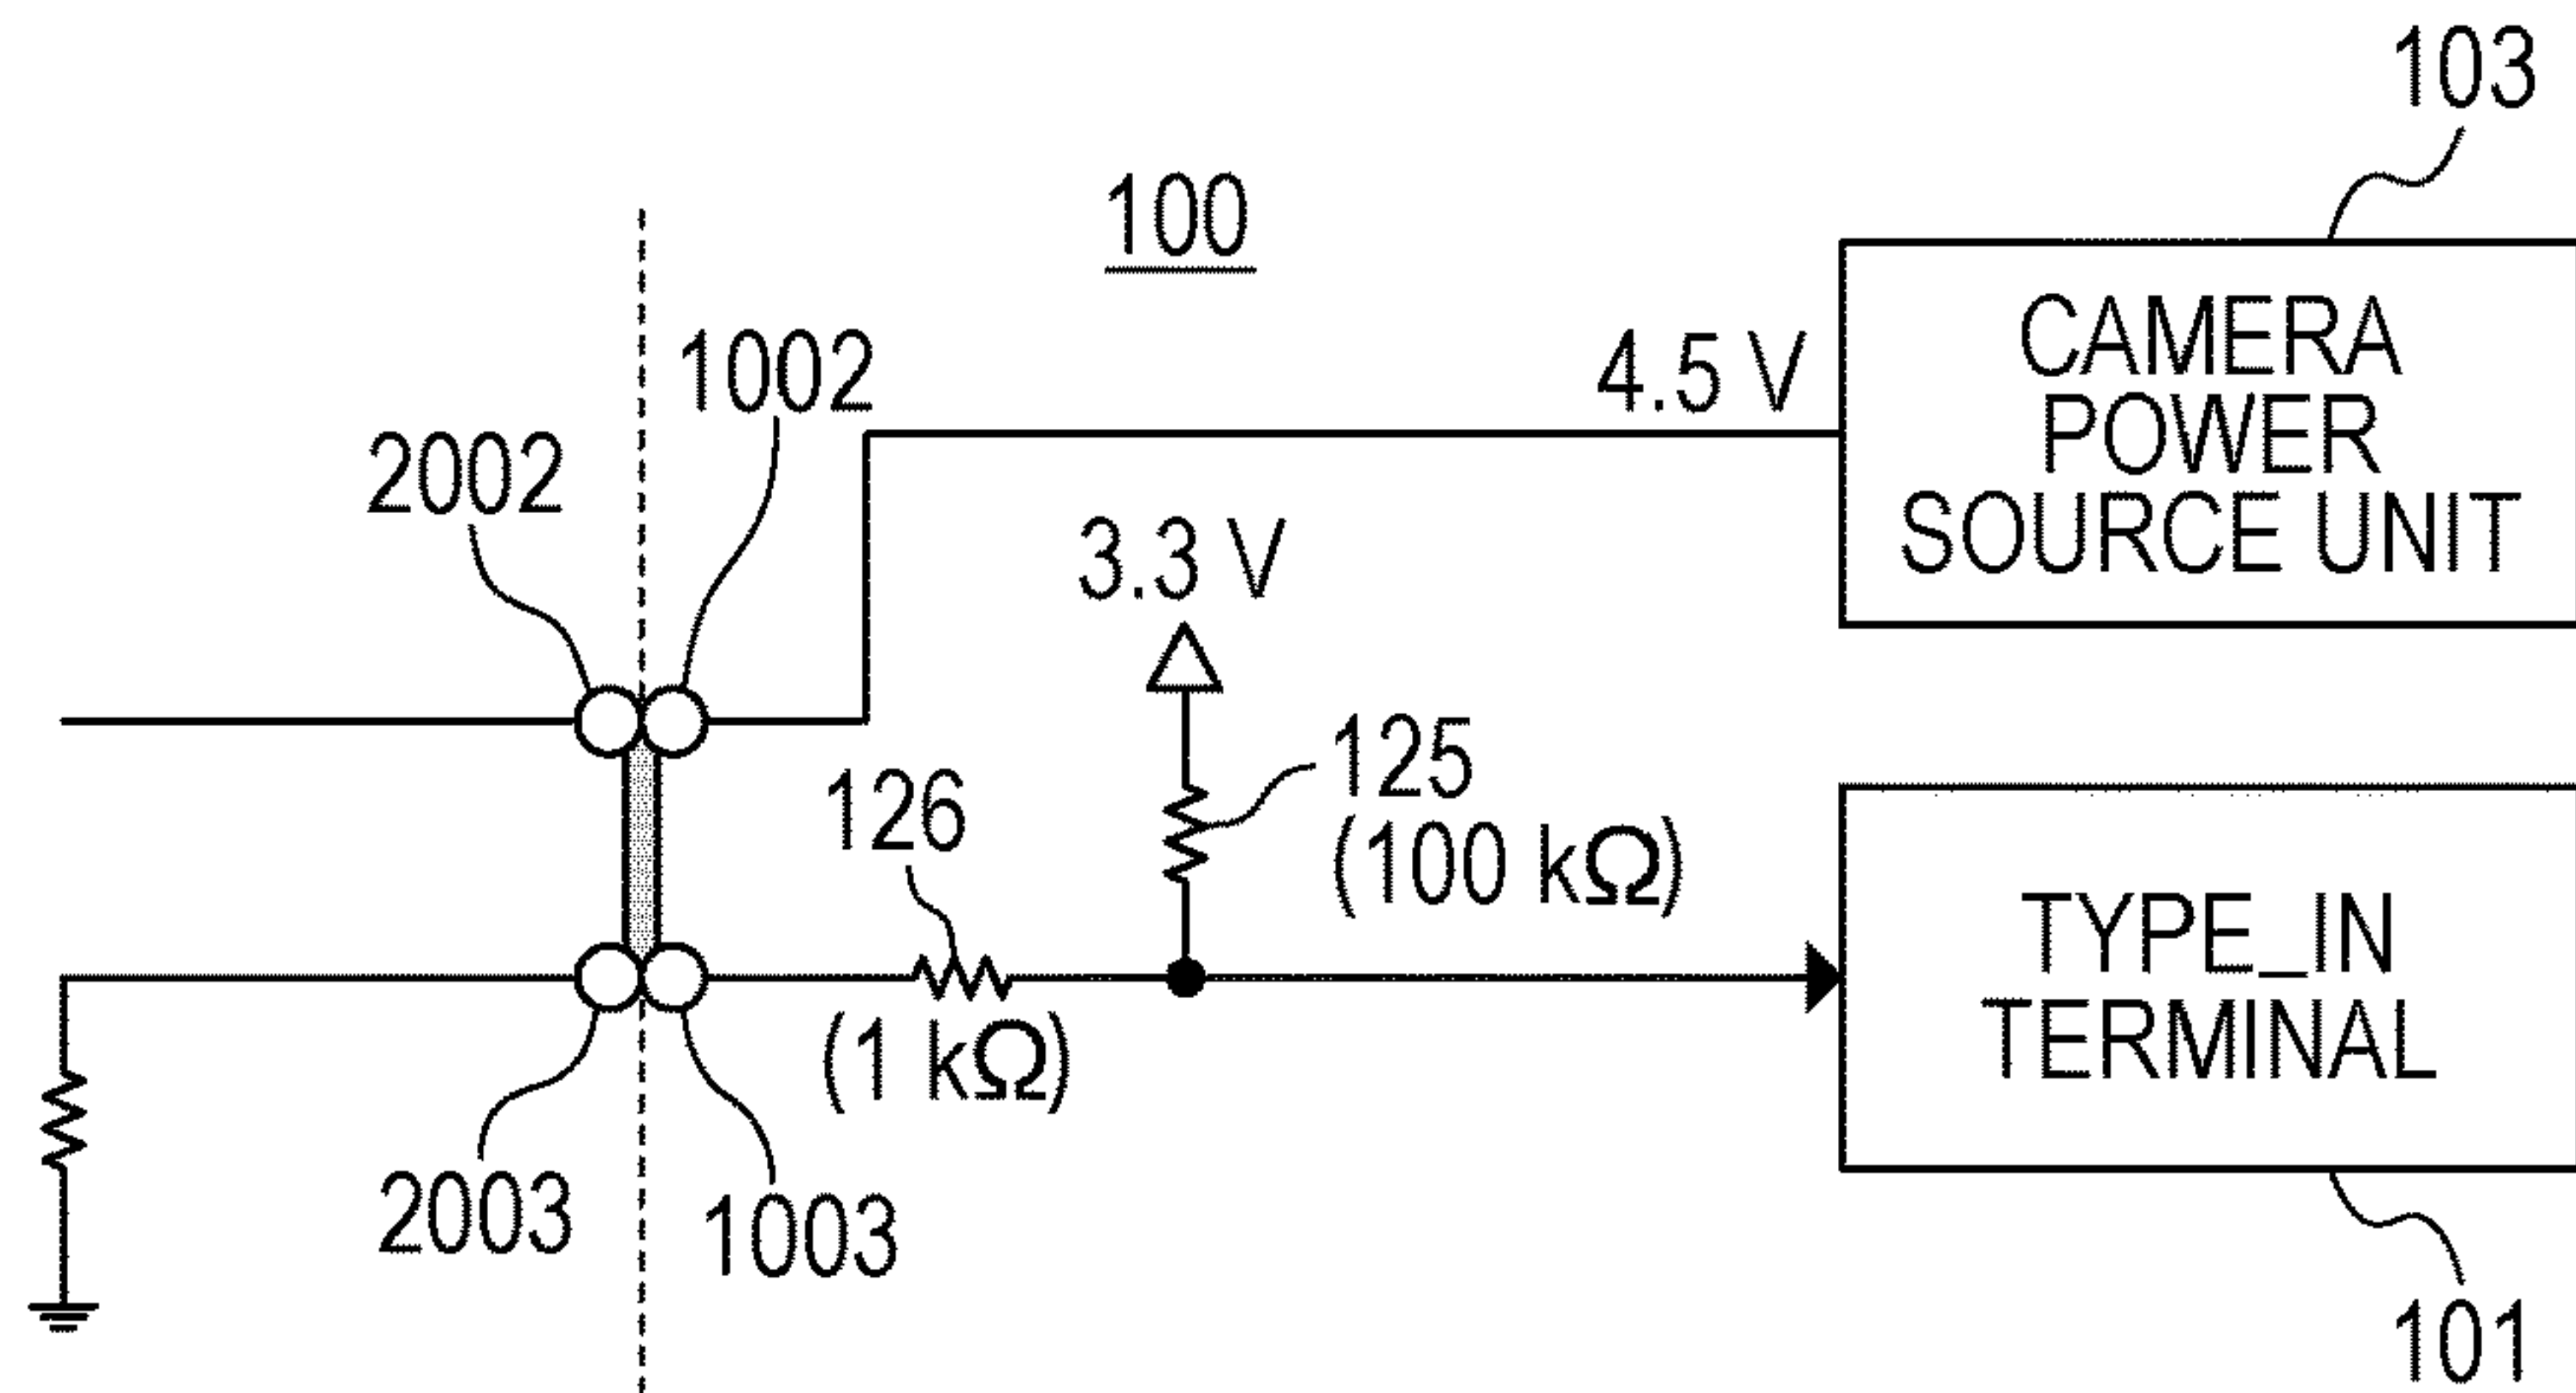 103
100
1002
4.5 V
CAMERA
POWER
SOURCE UNIT
2002
3.3 V
125
(100 kΩ)
126
(1 kΩ)
TYPE_IN
TERMINAL
2003
1003
101